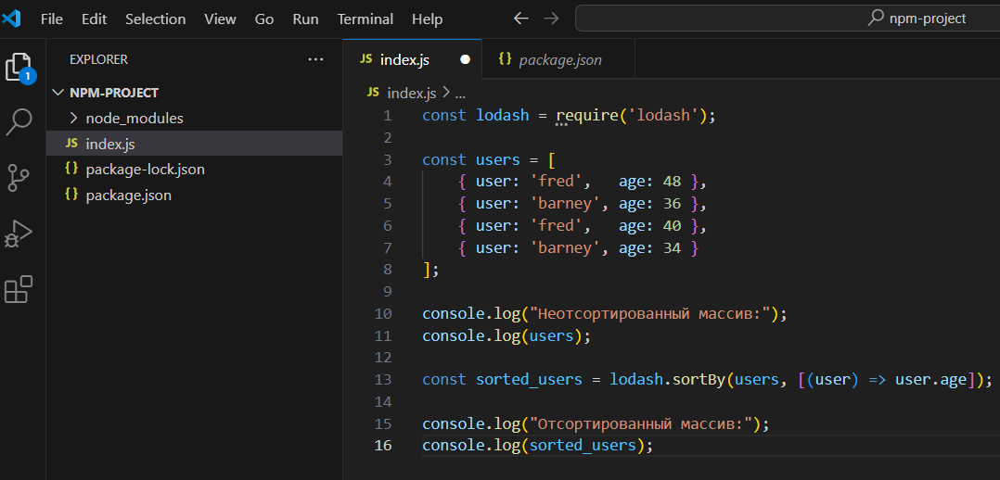 File Edit Selection View Go Run Terminal Help
npm-project
EXPLORER
JS index.js
{} package.json
1
NPM-PROJECT
node_modules
JS index.js
{} package-lock.json
{} package.json
JS index.js > ...
1 const lodash = require('lodash');
2
3 const users = [
4 { user: 'fred',   age: 48 },
5 { user: 'barney', age: 36 },
6 { user: 'fred',   age: 40 },
7 { user: 'barney', age: 34 }
8 ];
9
10 console.log("Неотсортированный массив:");
11 console.log(users);
12
13 const sorted_users = lodash.sortBy(users, [(user) => user.age]);
14
15 console.log("Отсортированный массив:");
16 console.log(sorted_users);